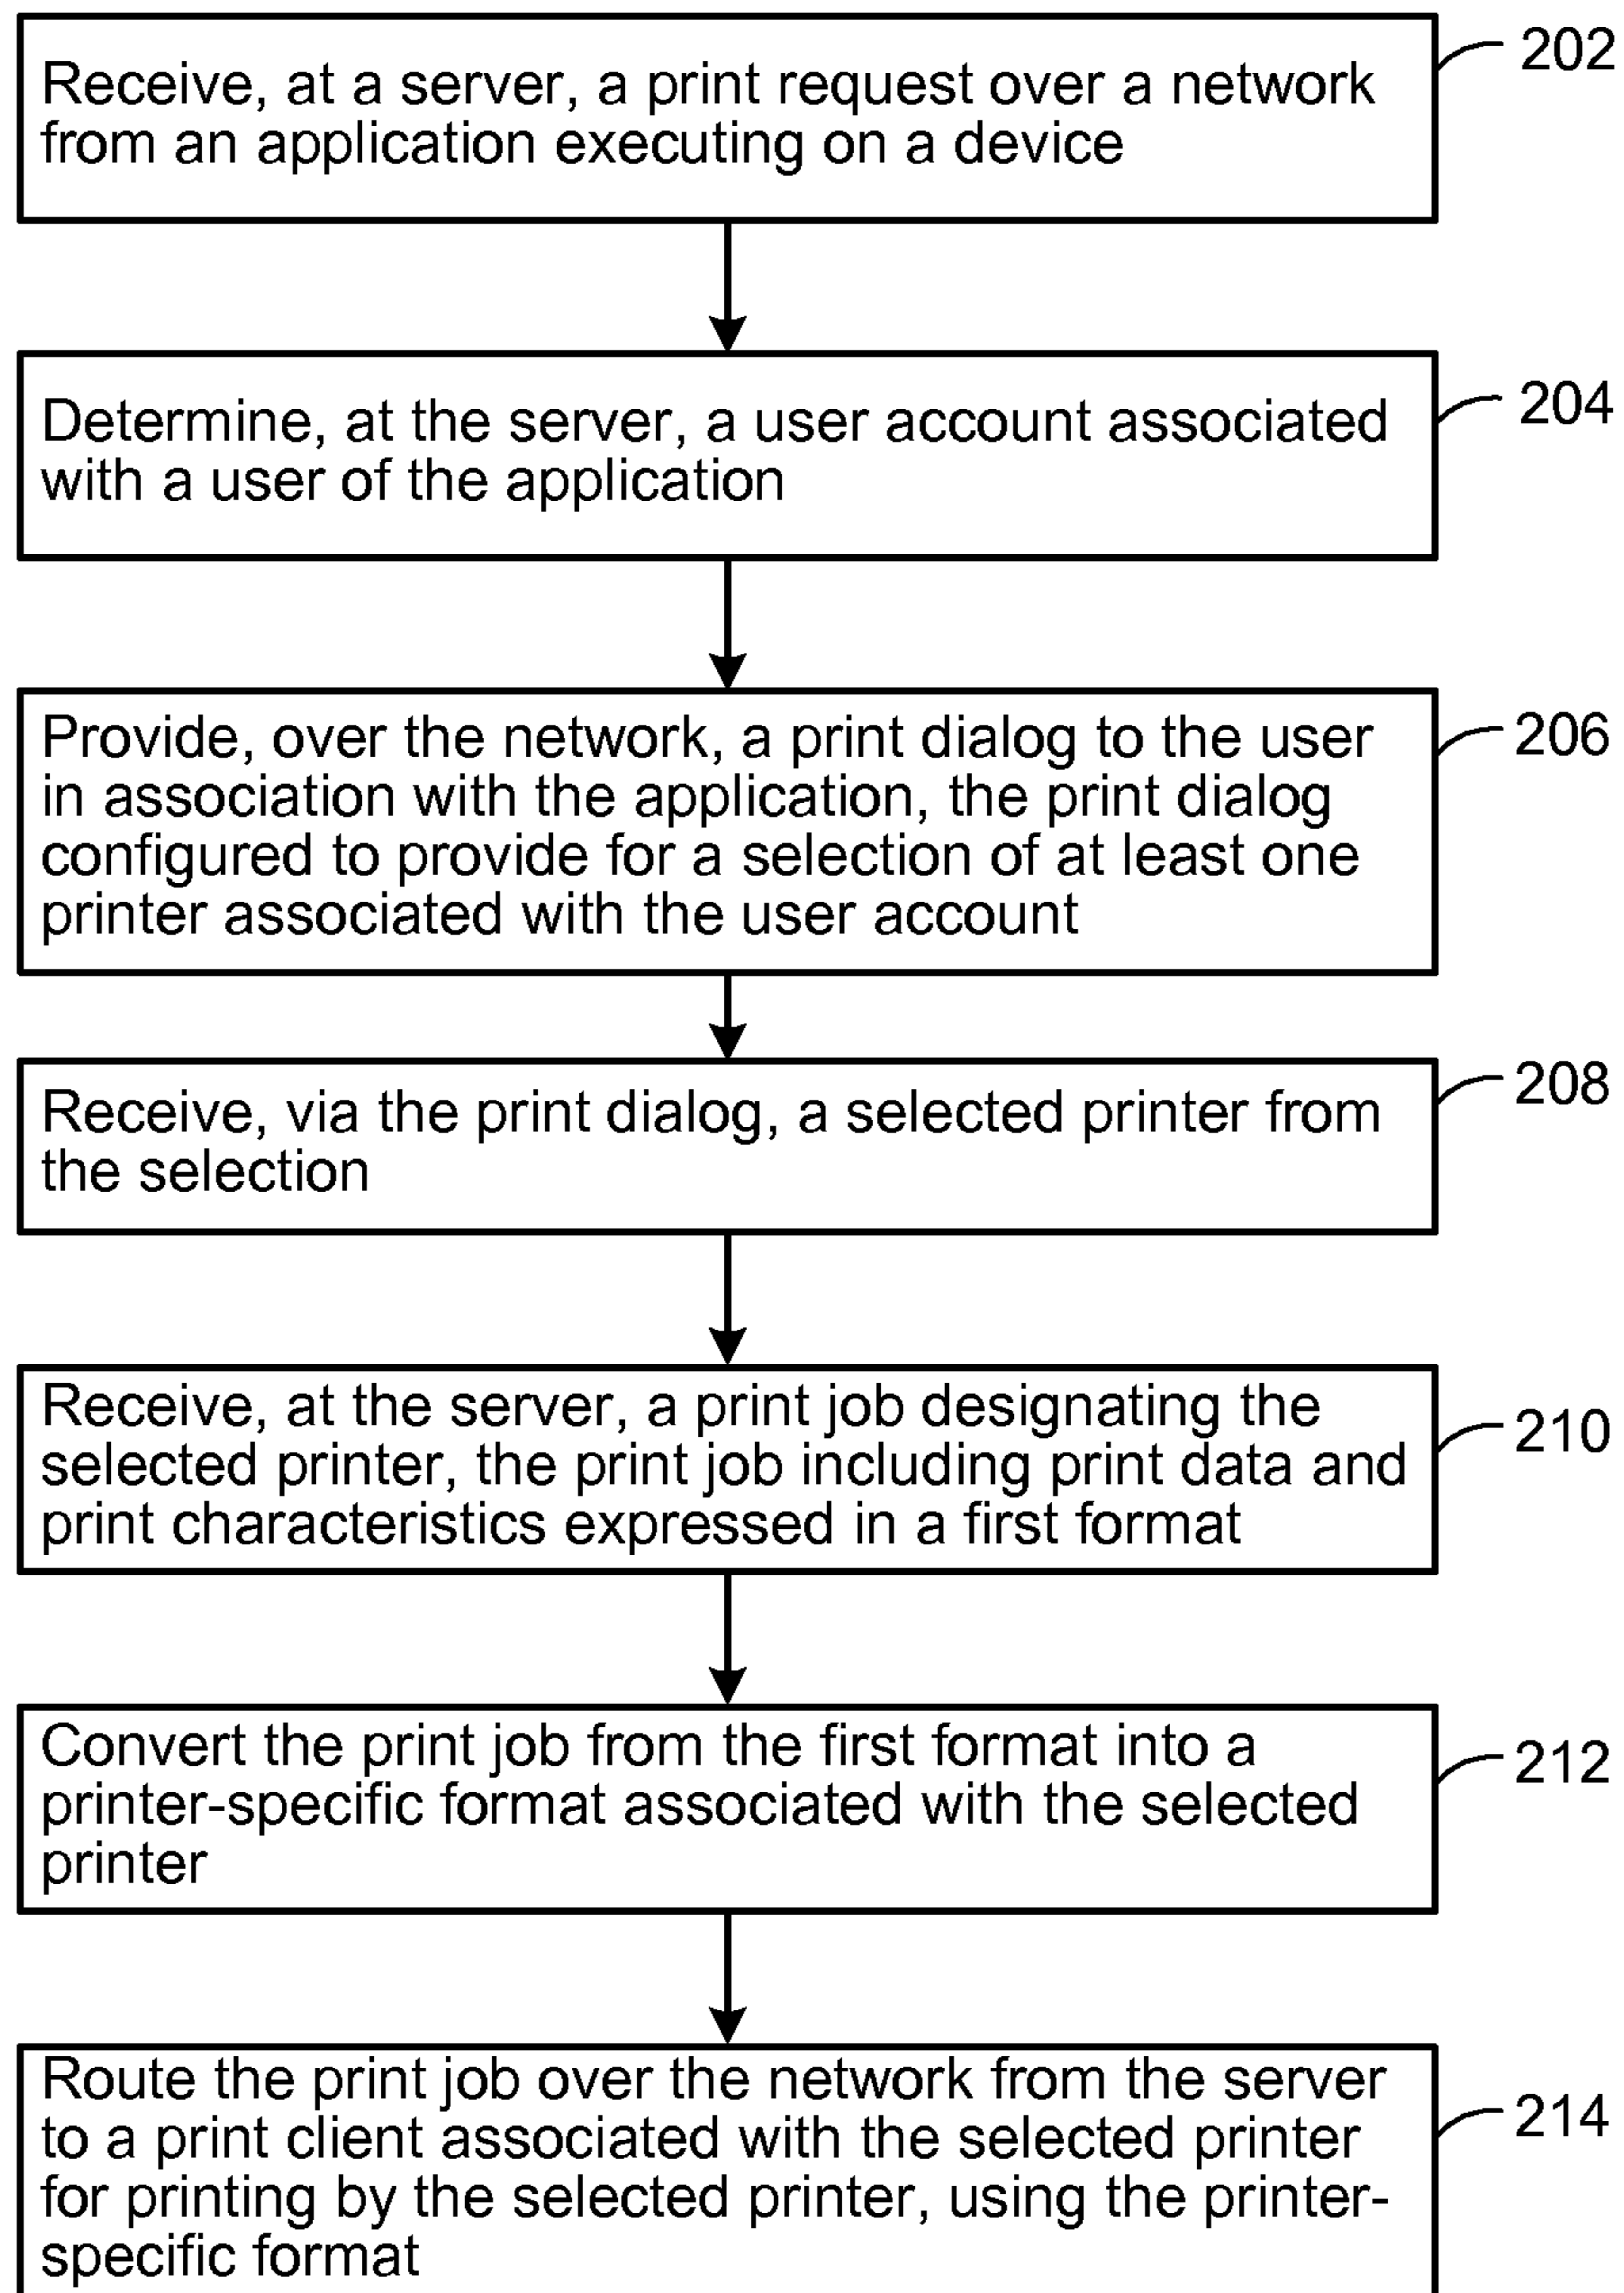 Receive, at a server, a print request over a network
from an application executing on a device
202
Determine, at the server, a user account associated
with a user of the application
204
Provide, over the network, a print dialog to the user
in association with the application, the print dialog
configured to provide for a selection of at least one
printer associated with the user account
206
Receive, via the print dialog, a selected printer from
the selection
208
Receive, at the server, a print job designating the
selected printer, the print job including print data and
print characteristics expressed in a first format
210
Convert the print job from the first format into a
printer-specific format associated with the selected
printer
212
Route the print job over the network from the server
to a print client associated with the selected printer
for printing by the selected printer, using the printer-
specific format
214